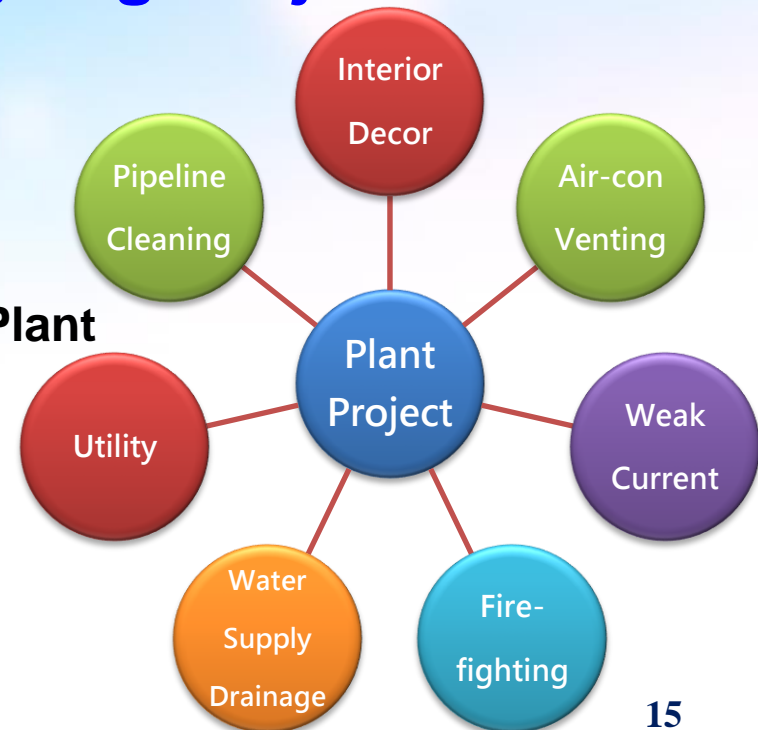 Interior
Decor
Pipeline
Cleaning
Air-con
Venting
Plant
Plant
Project
Utility
Weak
Current
Water
Supply
Drainage
Fire-
fighting
15